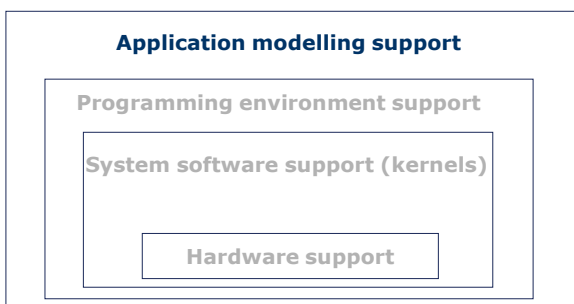 Application modelling support
Programming environment support
System software support (kernels)
Hardware support